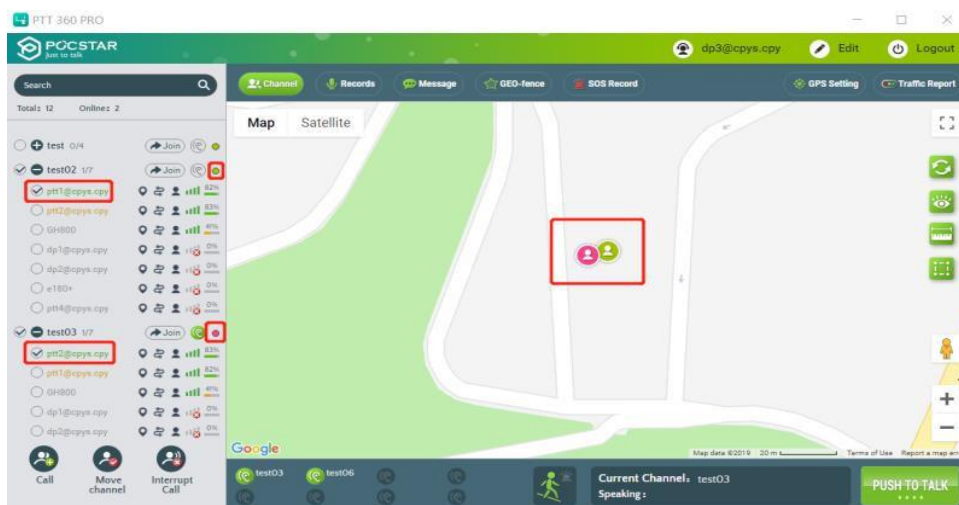 PTT 360 PRO
POCSTAR
Just to talk
dp3@cpys.cpy
Edit
Logout
Search
Channel
Records
Message
GEO-fence
SOS Record
GPS Setting
Traffic Report
Total: 12 Online: 2
Map Satellite
test 0/4 Join
test02 1/7 Join
ptt1@cpys.cpy 82%
ptt2@cpys.cpy 83%
GH800
dp1@cpys.cpy 0%
dp2@cpys.cpy 0%
e180+ 0%
ptt4@cpys.cpy 0%
test03 1/7 Join
ptt2@cpys.cpy 83%
ptt1@cpys.cpy 82%
GH800
dp1@cpys.cpy 0%
dp2@cpys.cpy 0%
Google
Map data ©2019 20 m Terms of Use Report a map
Call
Move channel
Interrupt Call
test03
test06
Current Channel: test03
Speaking :
PUSH TO TALK